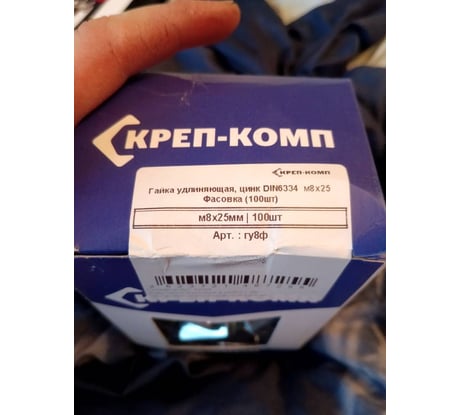 КРЕП-КОМП
КРЕП-КОМП
Гайка удлиняющая, цинк DIN6334 м8х25
Фасовка (100шт)
м8х25мм | 100шт
Арт. : гу8ф
КРЕП-КОМП